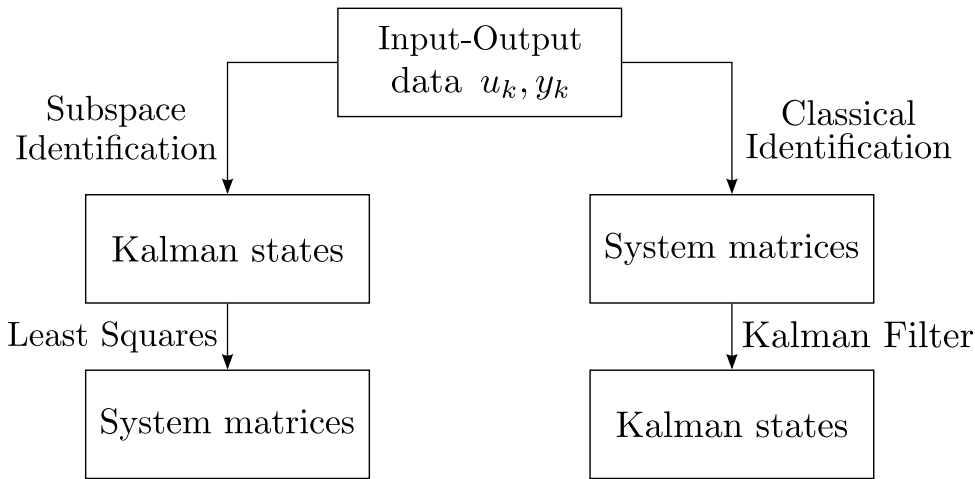 Input-Output
data u_k, y_k
Subspace
Identification
Classical
Identification
Kalman states
System matrices
Least Squares
Kalman Filter
System matrices
Kalman states